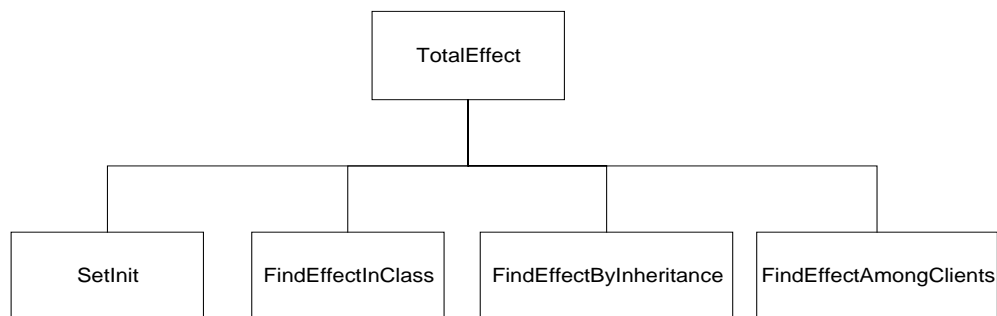 TotalEffect
SetInit
FindEffectInClass
FindEffectByInheritance
FindEffectAmongClients